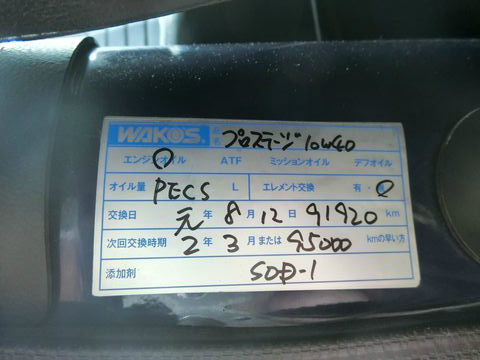 WAKO'S 品名 プロステージ 10W40
エンジンオイル ATF ミッションオイル デフオイル
オイル量 PECS L エレメント交換 有・無
交換日 元年 8月 12日 91920 km
次回交換時期 2年 3月 または 95000 kmの早い方
添加剤 SOD-1